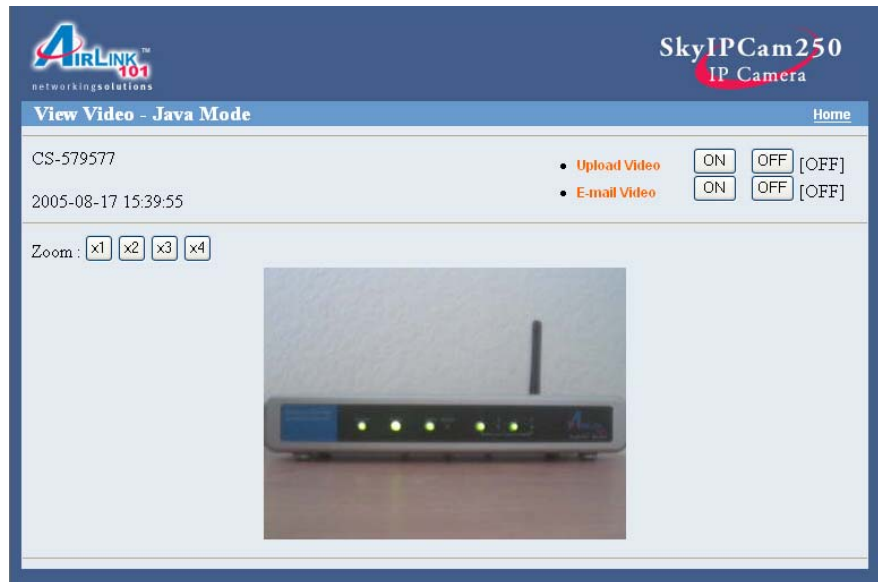 AIRLINK™
101
networkingsolutions
SkyIPCam250
IP Camera
View Video - Java Mode
Home
CS-579577
2005-08-17 15:39:55
• Upload Video ON OFF [OFF]
• E-mail Video ON OFF [OFF]
Zoom : x1 x2 x3 x4